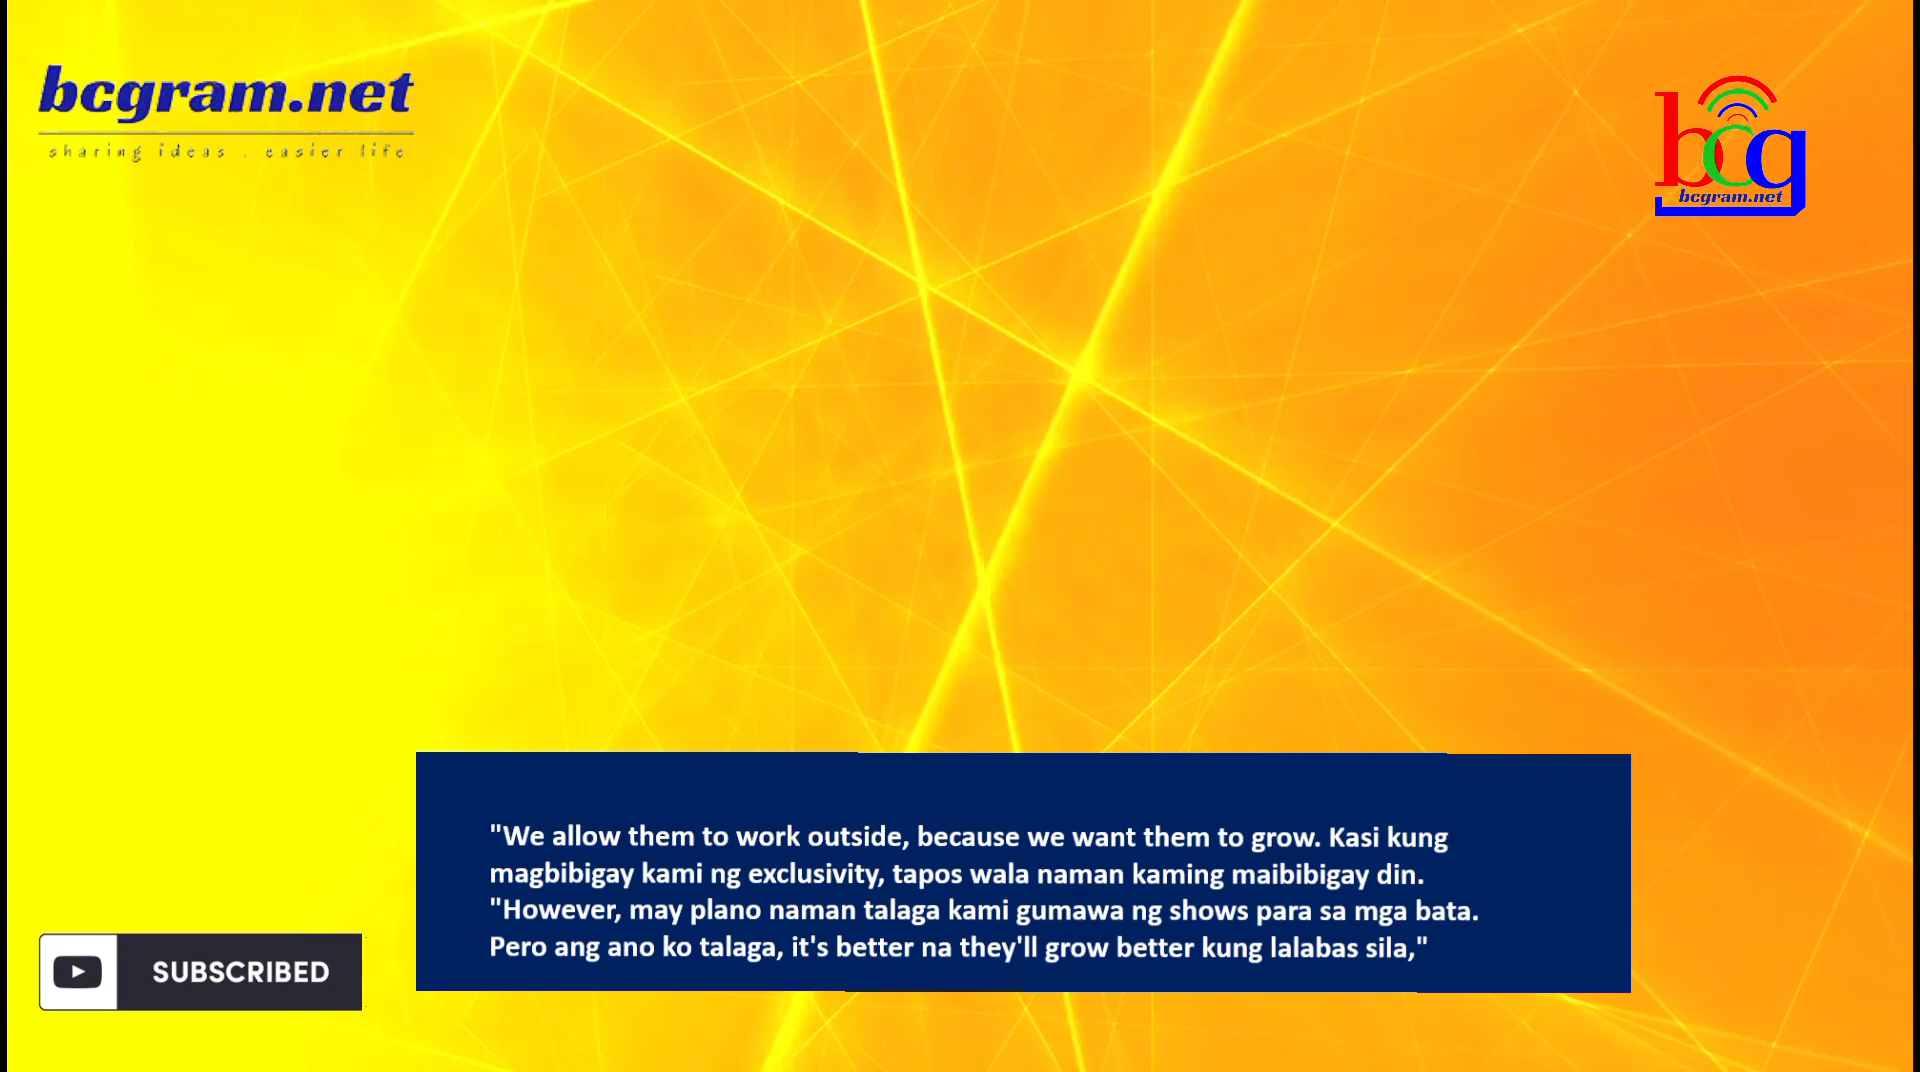 bcgram.net
sharing ideas . easier life
bcg
bcgram.net
"We allow them to work outside, because we want them to grow. Kasi kung
magbibigay kami ng exclusivity, tapos wala naman kaming maibibigay din.
"However, may plano naman talaga kami gumawa ng shows para sa mga bata.
Pero ang ano ko talaga, it's better na they'll grow better kung lalabas sila,"
SUBSCRIBED